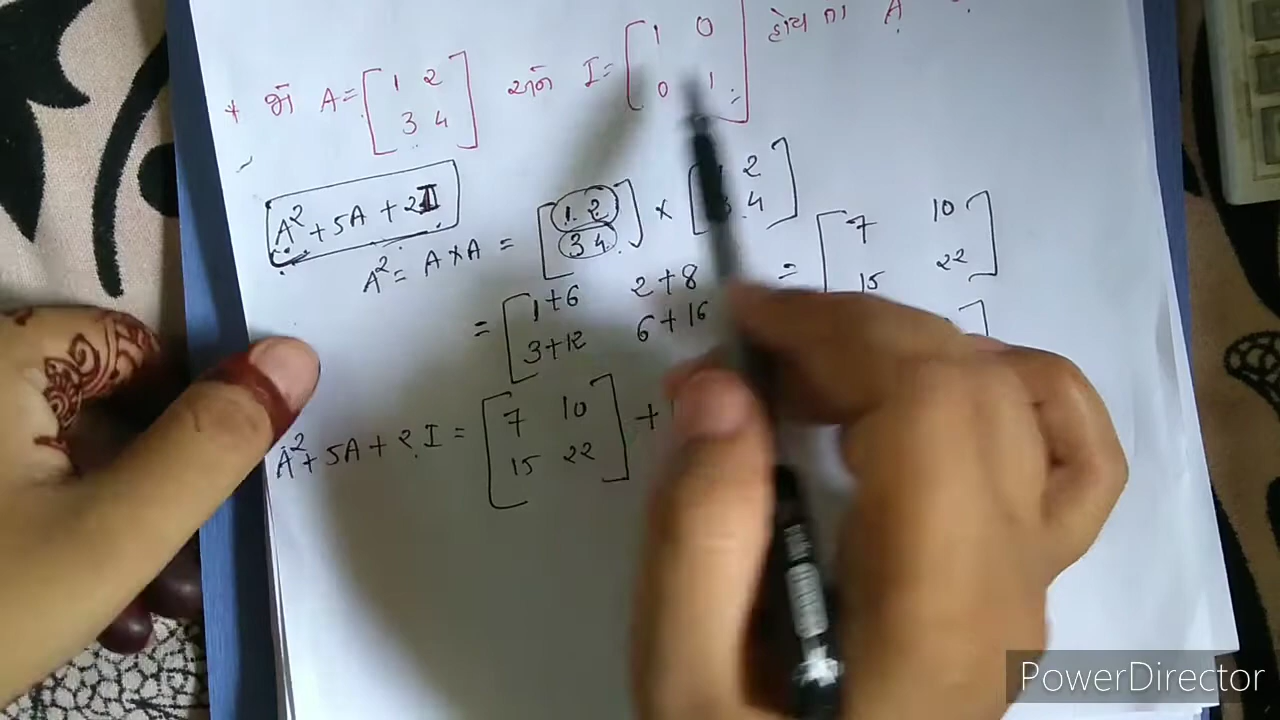 * જો A = [1 2 3 4] અને I = [0 0 1 1] હોય તો A
A² + 5A + 2I
A² = A × A = [1 2 3 4] × [2 4]
= [1+6 2+8 3+12 6+16] = [7 10 15 22]
A² + 5A + 2I = [7 10 15 22] +
PowerDirector